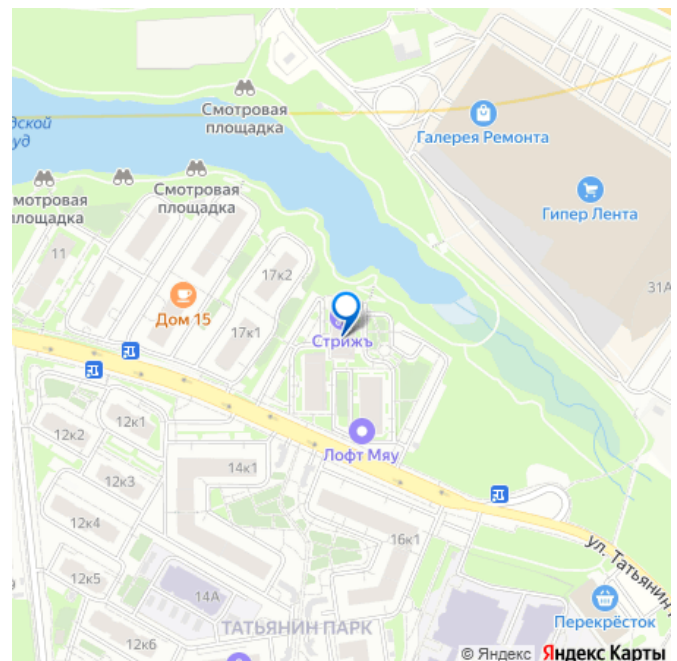 Смотровая
площадка
дской
уд
Галерея Ремонта
Смотровая
площадка
мотровая
площадка
Гипер Лента
11
17к2
31А
Дом 15
17к1
Стрижъ
12к1
12к2
Лофт Мяу
14к1
12к3
12к4
16к1
ул. Татьянин
12к5
14А
Перекрёсток
ТАТЬЯНИН ПАРК
12к6
© Яндекс Яндекс Карты